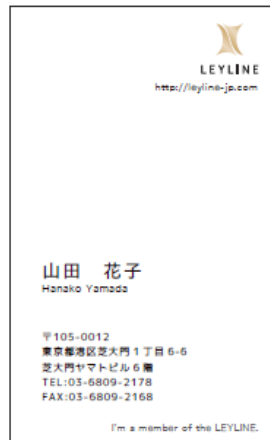 LEYLINE
http://leyline-jp.com
山田 花子
Hanako Yamada
〒105-0012
東京都港区芝大門1丁目6-6
芝大門ヤマトビル6階
TEL:03-6809-2178
FAX:03-6809-2168
I'm a member of the LEYLINE.